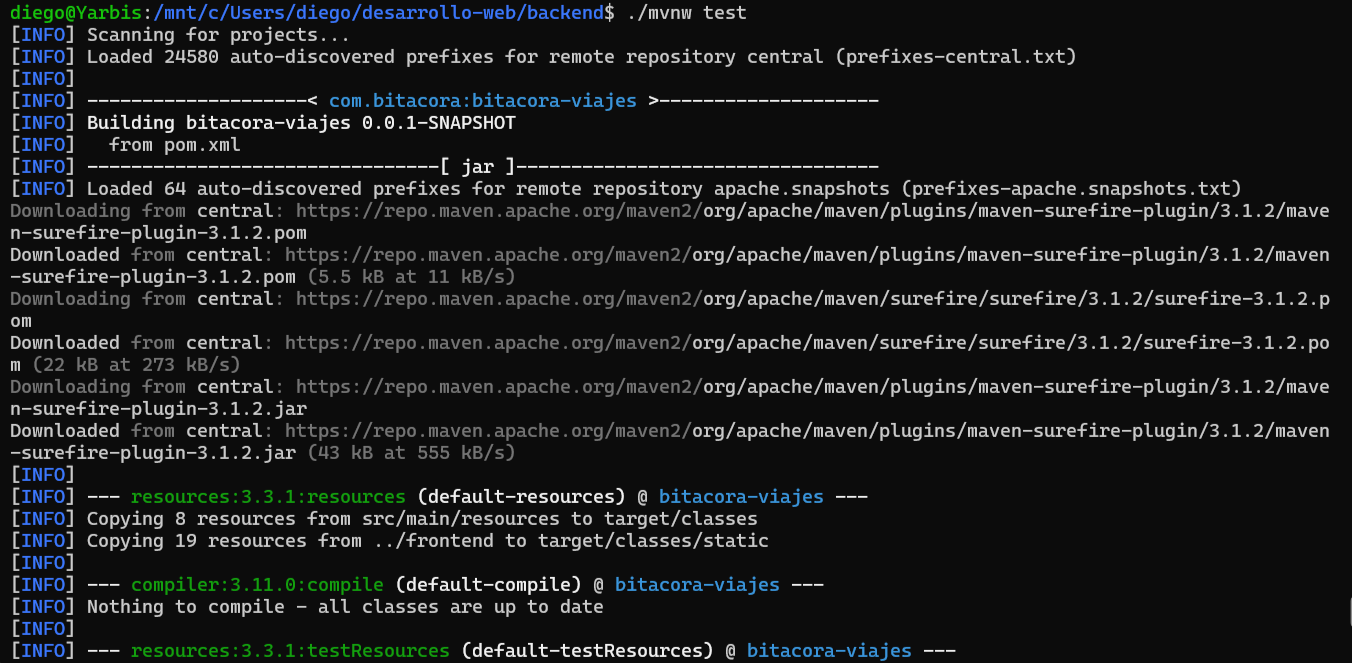 diego@Yarbis:/mnt/c/Users/diego/desarrollo-web/backend$ ./mvnw test
[INFO] Scanning for projects...
[INFO] Loaded 24580 auto-discovered prefixes for remote repository central (prefixes-central.txt)
[INFO]
[INFO] --------------------< com.bitacora:bitacora-viajes >--------------------
[INFO] Building bitacora-viajes 0.0.1-SNAPSHOT
[INFO]   from pom.xml
[INFO] --------------------------------[ jar ]---------------------------------
[INFO] Loaded 64 auto-discovered prefixes for remote repository apache.snapshots (prefixes-apache.snapshots.txt)
Downloading from central: https://repo.maven.apache.org/maven2/org/apache/maven/plugins/maven-surefire-plugin/3.1.2/mave
n-surefire-plugin-3.1.2.pom
Downloaded from central: https://repo.maven.apache.org/maven2/org/apache/maven/plugins/maven-surefire-plugin/3.1.2/maven
-surefire-plugin-3.1.2.pom (5.5 kB at 11 kB/s)
Downloading from central: https://repo.maven.apache.org/maven2/org/apache/maven/surefire/surefire/3.1.2/surefire-3.1.2.p
om
Downloaded from central: https://repo.maven.apache.org/maven2/org/apache/maven/surefire/surefire/3.1.2/surefire-3.1.2.po
m (22 kB at 273 kB/s)
Downloading from central: https://repo.maven.apache.org/maven2/org/apache/maven/plugins/maven-surefire-plugin/3.1.2/mave
n-surefire-plugin-3.1.2.jar
Downloaded from central: https://repo.maven.apache.org/maven2/org/apache/maven/plugins/maven-surefire-plugin/3.1.2/maven
-surefire-plugin-3.1.2.jar (43 kB at 555 kB/s)
[INFO]
[INFO] --- resources:3.3.1:resources (default-resources) @ bitacora-viajes ---
[INFO] Copying 8 resources from src/main/resources to target/classes
[INFO] Copying 19 resources from ../frontend to target/classes/static
[INFO]
[INFO] --- compiler:3.11.0:compile (default-compile) @ bitacora-viajes ---
[INFO] Nothing to compile - all classes are up to date
[INFO]
[INFO] --- resources:3.3.1:testResources (default-testResources) @ bitacora-viajes ---